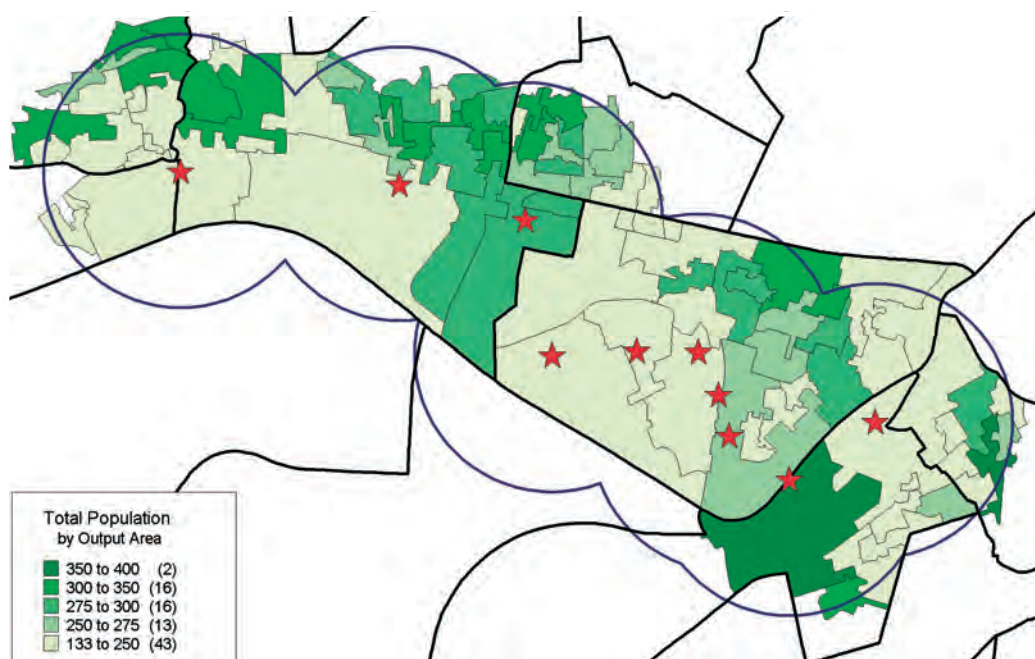 Total Population
by Output Area
350 to 400 (2)
300 to 350 (16)
275 to 300 (16)
250 to 275 (13)
133 to 250 (43)